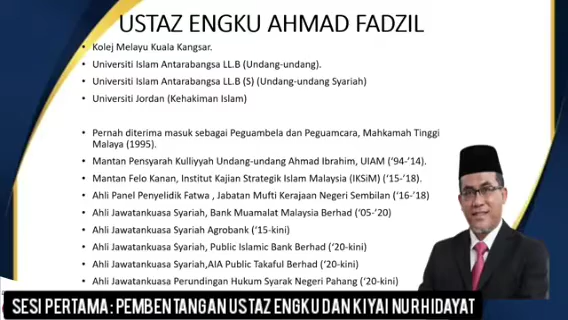 USTAZ ENGKU AHMAD FADZIL
• Kolej Melayu Kuala Kangsar.
• Universiti Islam Antarabangsa LL.B (Undang-undang).
• Universiti Islam Antarabangsa LL.B (S) (Undang-undang Syariah)
• Universiti Jordan (Kehakiman Islam)
• Pernah diterima masuk sebagai Peguambela dan Peguamcara, Mahkamah Tinggi
Malaya (1995).
• Mantan Pensyarah Kulliyyah Undang-undang Ahmad Ibrahim, UIAM ('94-'14).
• Mantan Felo Kanan, Institut Kajian Strategik Islam Malaysia (IKSiM) ('15-'18).
• Ahli Panel Penyelidik Fatwa , Jabatan Mufti Kerajaan Negeri Sembilan ('16-'18)
• Ahli Jawatankuasa Syariah, Bank Muamalat Malaysia Berhad ('05-'20)
• Ahli Jawatankuasa Syariah Agrobank ('15-kini)
• Ahli Jawatankuasa Syariah, Public Islamic Bank Berhad ('20-kini)
• Ahli Jawatankuasa Syariah,AIA Public Takaful Berhad ('20-kini)
• Ahli Jawatankuasa Perundingan Hukum Syarak Negeri Pahang ('20-kini)
SESI PERTAMA : PEMBENTANGAN USTAZ ENGKU DAN KIYAI NURHIDAYAT